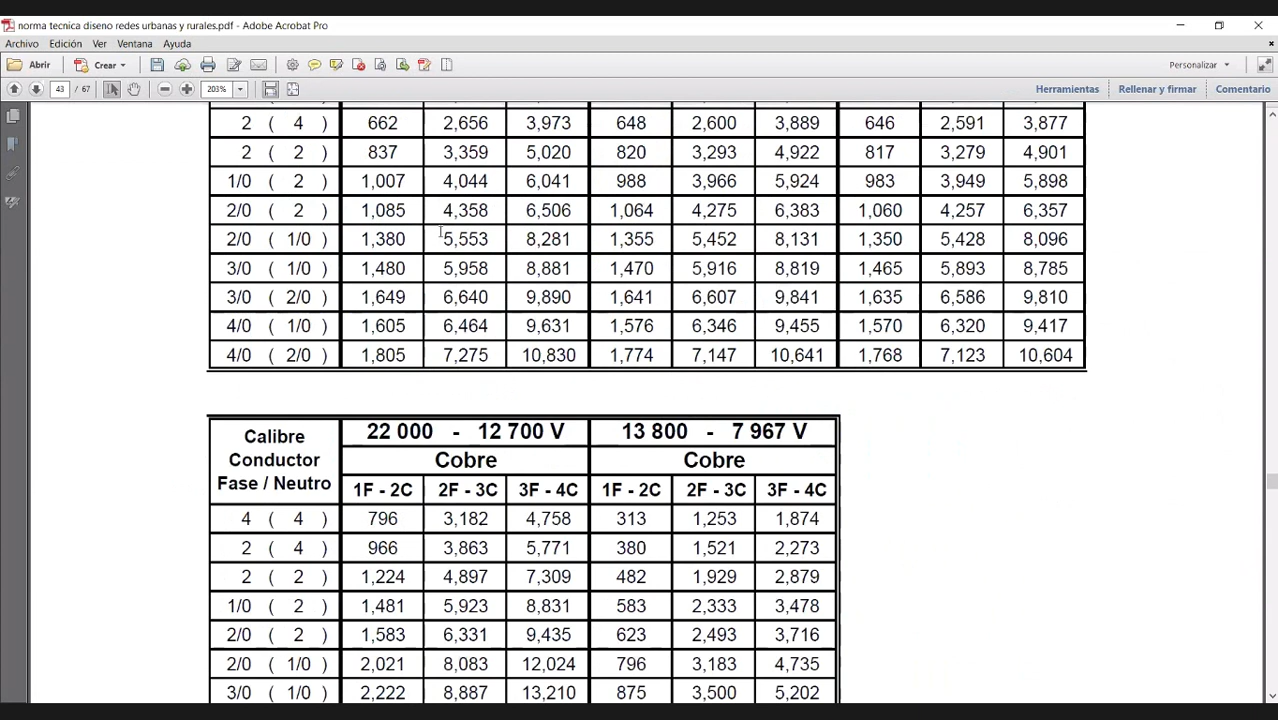 norma tecnica diseno redes urbanas y rurales.pdf - Adobe Acrobat Pro
Archivo Edición Ver Ventana Ayuda
Abrir Crear Personalizar
43 / 67 203% Herramientas Rellenar y firmar Comentario
2 ( 4 ) 662 2,656 3,973 648 2,600 3,889 646 2,591 3,877
2 ( 2 ) 837 3,359 5,020 820 3,293 4,922 817 3,279 4,901
1/0 ( 2 ) 1,007 4,044 6,041 988 3,966 5,924 983 3,949 5,898
2/0 ( 2 ) 1,085 4,358 6,506 1,064 4,275 6,383 1,060 4,257 6,357
2/0 ( 1/0 ) 1,380 5,553 8,281 1,355 5,452 8,131 1,350 5,428 8,096
3/0 ( 1/0 ) 1,480 5,958 8,881 1,470 5,916 8,819 1,465 5,893 8,785
3/0 ( 2/0 ) 1,649 6,640 9,890 1,641 6,607 9,841 1,635 6,586 9,810
4/0 ( 1/0 ) 1,605 6,464 9,631 1,576 6,346 9,455 1,570 6,320 9,417
4/0 ( 2/0 ) 1,805 7,275 10,830 1,774 7,147 10,641 1,768 7,123 10,604
Calibre Conductor Fase / Neutro
22 000 - 12 700 V 13 800 - 7 967 V
Cobre Cobre
1F - 2C 2F - 3C 3F - 4C 1F - 2C 2F - 3C 3F - 4C
4 ( 4 ) 796 3,182 4,758 313 1,253 1,874
2 ( 4 ) 966 3,863 5,771 380 1,521 2,273
2 ( 2 ) 1,224 4,897 7,309 482 1,929 2,879
1/0 ( 2 ) 1,481 5,923 8,831 583 2,333 3,478
2/0 ( 2 ) 1,583 6,331 9,435 623 2,493 3,716
2/0 ( 1/0 ) 2,021 8,083 12,024 796 3,183 4,735
3/0 ( 1/0 ) 2,222 8,887 13,210 875 3,500 5,202